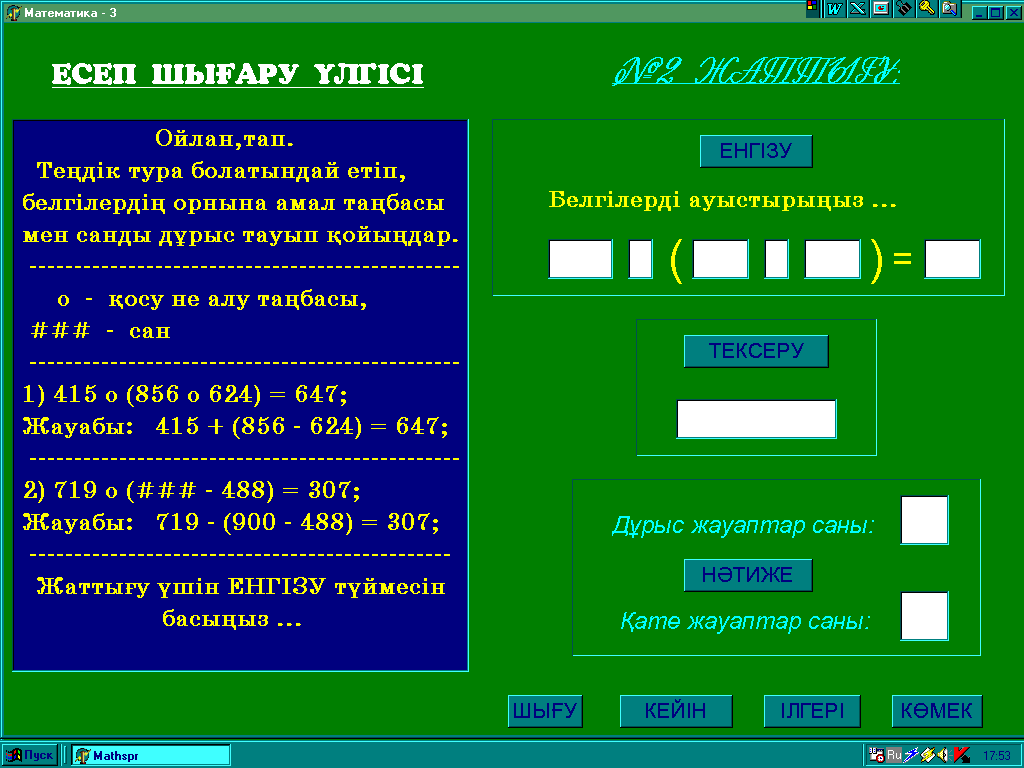 Математика - 3
ЕСЕП ШЫҒАРУ ҮЛГІСІ
№2 ЖАТТЫҒУ:
Ойлан,тап.
Теңдік тура болатындай етіп,
белгілердің орнына амал таңбасы
мен санды дұрыс тауып қойыңдар.
------------------------------------------------
о - қосу не алу таңбасы,
### - сан
------------------------------------------------
1) 415 о (856 о 624) = 647;
Жауабы: 415 + (856 - 624) = 647;
------------------------------------------------
2) 719 о (### - 488) = 307;
Жауабы: 719 - (900 - 488) = 307;
-----------------------------------------------
Жаттығу үшін ЕНГІЗУ түймесін
басыңыз ...
ЕНГІЗУ
Белгілерді ауыстырыңыз ...
( ) =
ТЕКСЕРУ
Дұрыс жауаптар саны:
НӘТИЖЕ
Қате жауаптар саны:
ШЫҒУ КЕЙІН ІЛГЕРІ КӨМЕК
Пуск Mathspr Ru 17:53